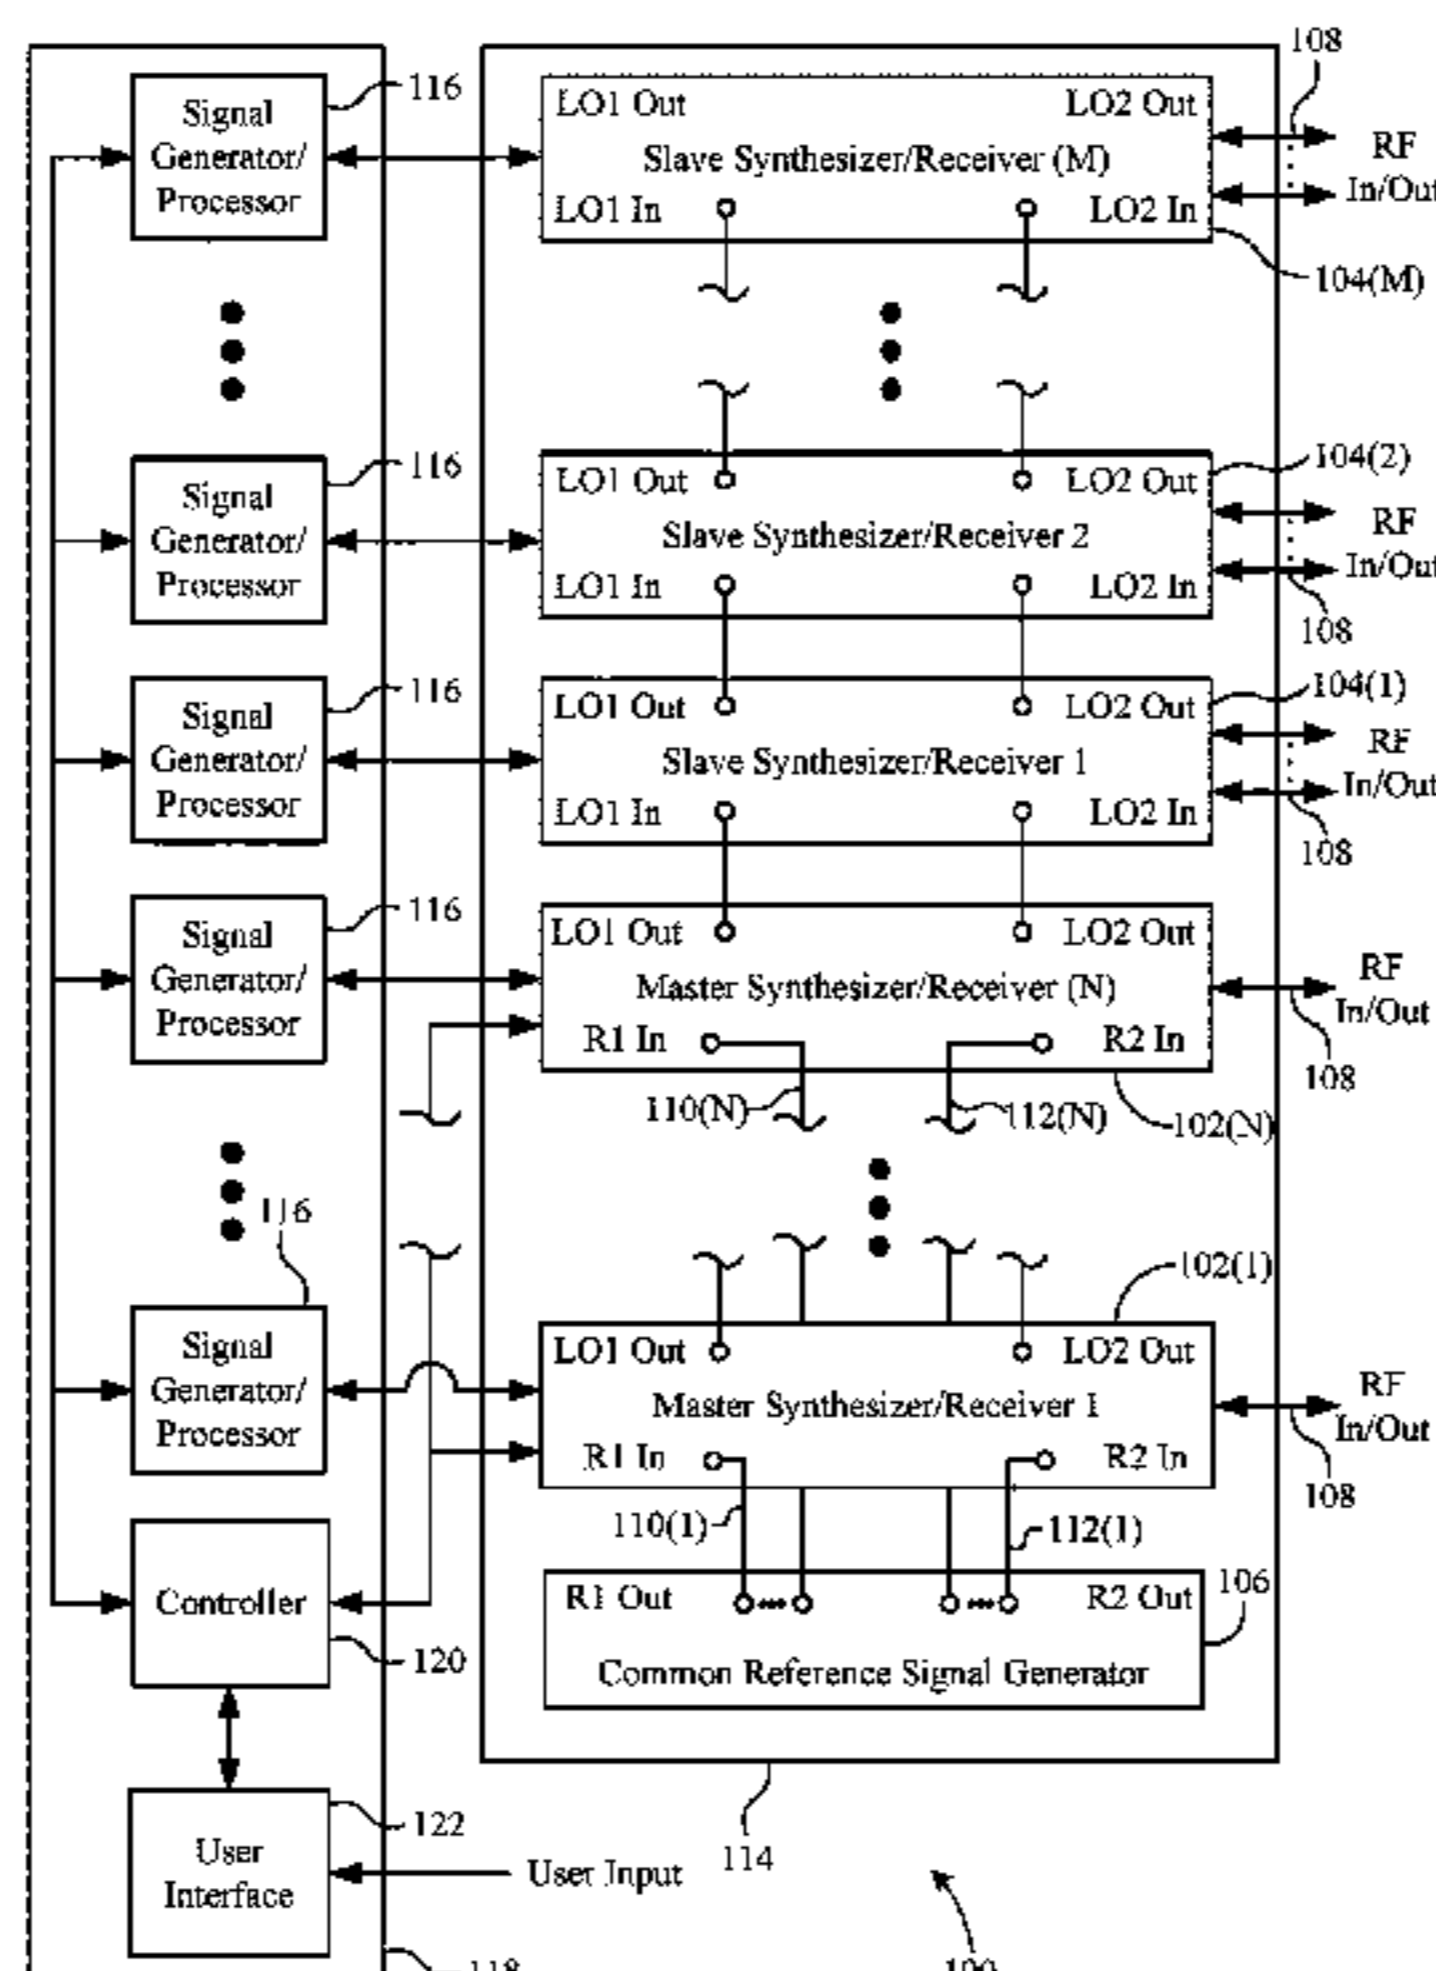 108
Signal
Generator/
Processor
116
LO1 Out
LO2 Out
Slave Synthesizer/Receiver (M)
LO1 In
LO2 In
RF
In/Out
104(M)
Signal
Generator/
Processor
116
LO1 Out
LO2 Out
Slave Synthesizer/Receiver 2
LO1 In
LO2 In
104(2)
RF
In/Out
108
Signal
Generator/
Processor
116
LO1 Out
LO2 Out
Slave Synthesizer/Receiver 1
LO1 In
LO2 In
104(1)
RF
In/Out
108
Signal
Generator/
Processor
116
LO1 Out
LO2 Out
Master Synthesizer/Receiver (N)
R1 In
R2 In
RF
In/Out
108
110(N)
112(N)
102(N)
116
102(1)
Signal
Generator/
Processor
LO1 Out
LO2 Out
Master Synthesizer/Receiver 1
R1 In
R2 In
RF
In/Out
108
110(1)
112(1)
Controller
120
R1 Out
R2 Out
106
Common Reference Signal Generator
122
User
Interface
User Input
114
118
100